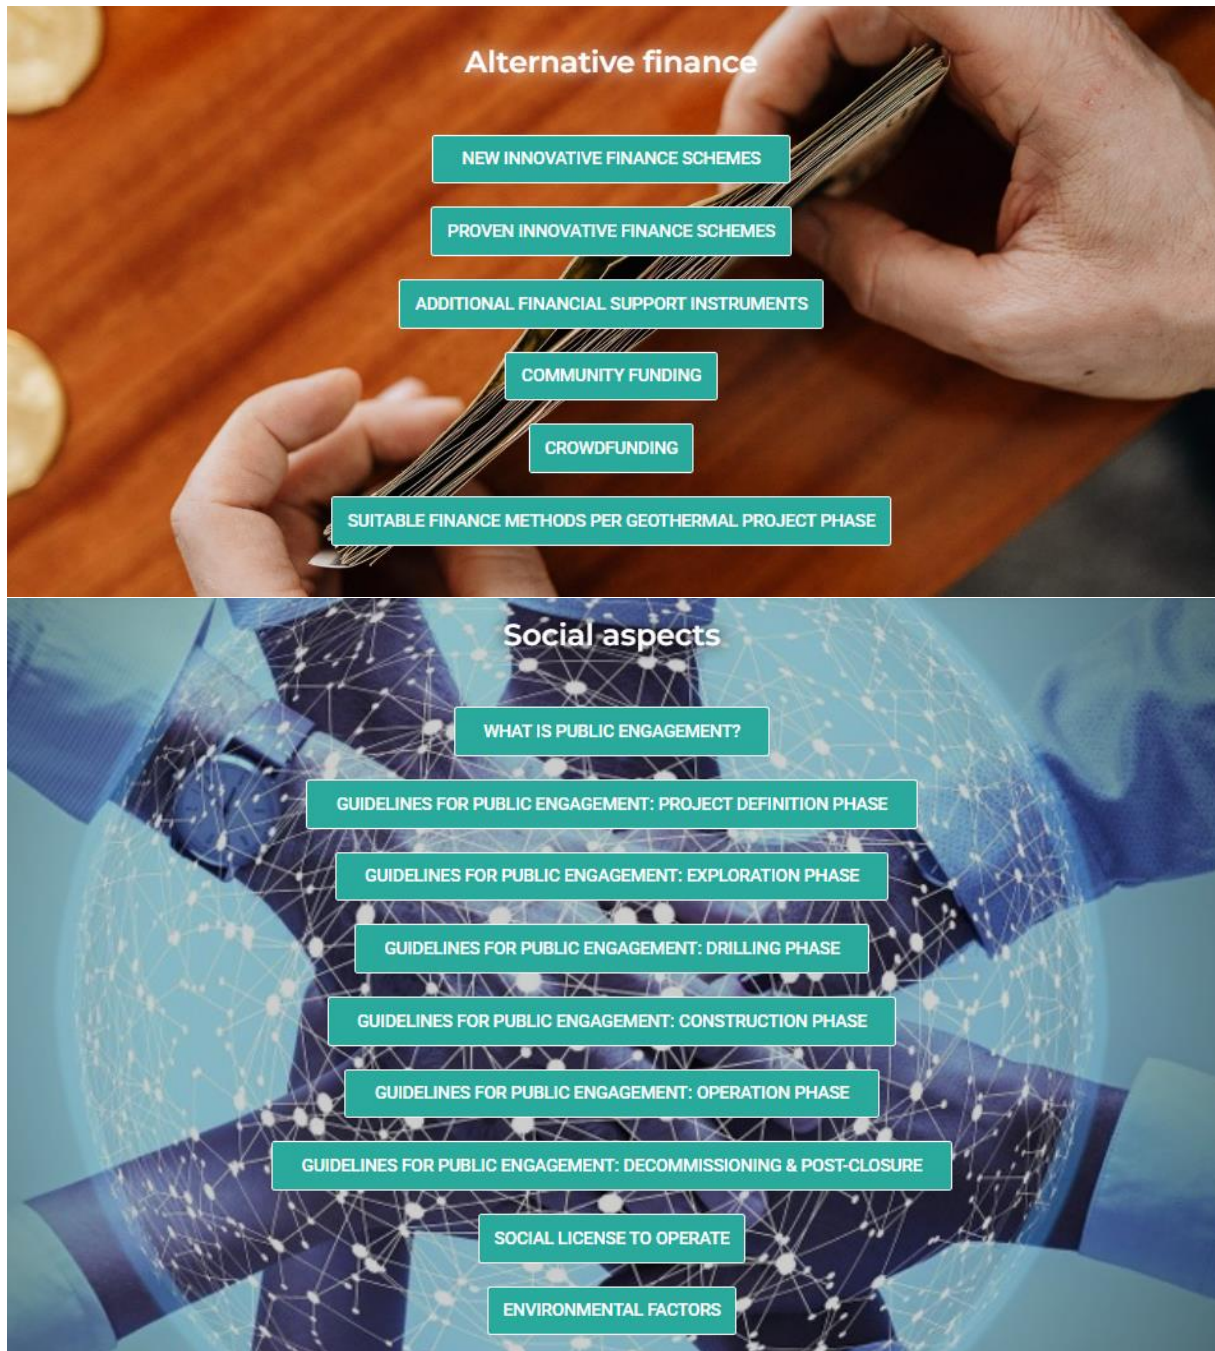 Alternative finance
NEW INNOVATIVE FINANCE SCHEMES
PROVEN INNOVATIVE FINANCE SCHEMES
ADDITIONAL FINANCIAL SUPPORT INSTRUMENTS
COMMUNITY FUNDING
CROWDFUNDING
SUITABLE FINANCE METHODS PER GEOTHERMAL PROJECT PHASE
Social aspects
WHAT IS PUBLIC ENGAGEMENT?
GUIDELINES FOR PUBLIC ENGAGEMENT: PROJECT DEFINITION PHASE
GUIDELINES FOR PUBLIC ENGAGEMENT: EXPLORATION PHASE
GUIDELINES FOR PUBLIC ENGAGEMENT: DRILLING PHASE
GUIDELINES FOR PUBLIC ENGAGEMENT: CONSTRUCTION PHASE
GUIDELINES FOR PUBLIC ENGAGEMENT: OPERATION PHASE
GUIDELINES FOR PUBLIC ENGAGEMENT: DECOMMISSIONING & POST-CLOSURE
SOCIAL LICENSE TO OPERATE
ENVIRONMENTAL FACTORS